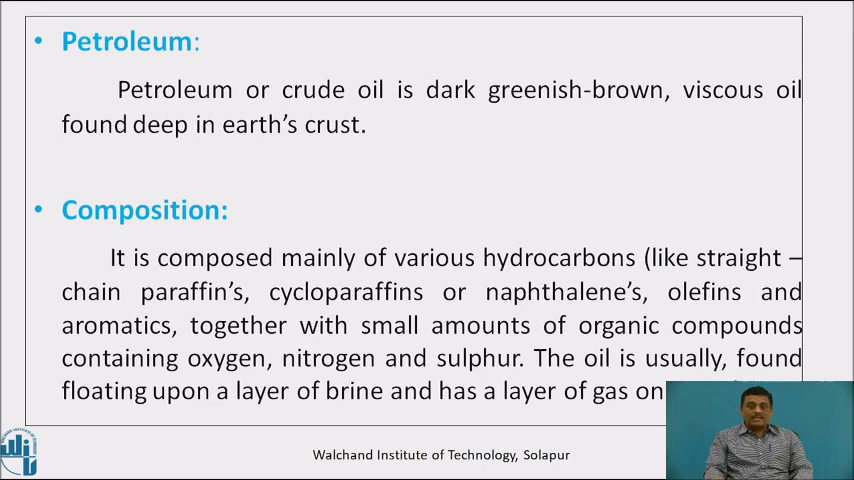 • Petroleum:
Petroleum or crude oil is dark greenish-brown, viscous oil
found deep in earth's crust.
• Composition:
It is composed mainly of various hydrocarbons (like straight –
chain paraffin's, cycloparaffins or naphthalene's, olefins and
aromatics, together with small amounts of organic compounds
containing oxygen, nitrogen and sulphur. The oil is usually, found
floating upon a layer of brine and has a layer of gas on
Walchand Institute of Technology, Solapur